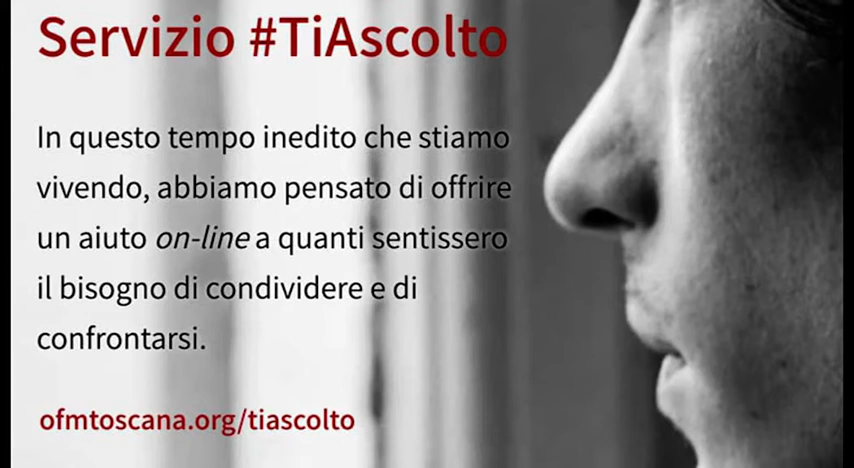 Servizio #TiAscolto
In questo tempo inedito che stiamo
vivendo, abbiamo pensato di offrire
un aiuto on-line a quanti sentissero
il bisogno di condividere e di
confrontarsi.
ofmtoscana.org/tiascolto